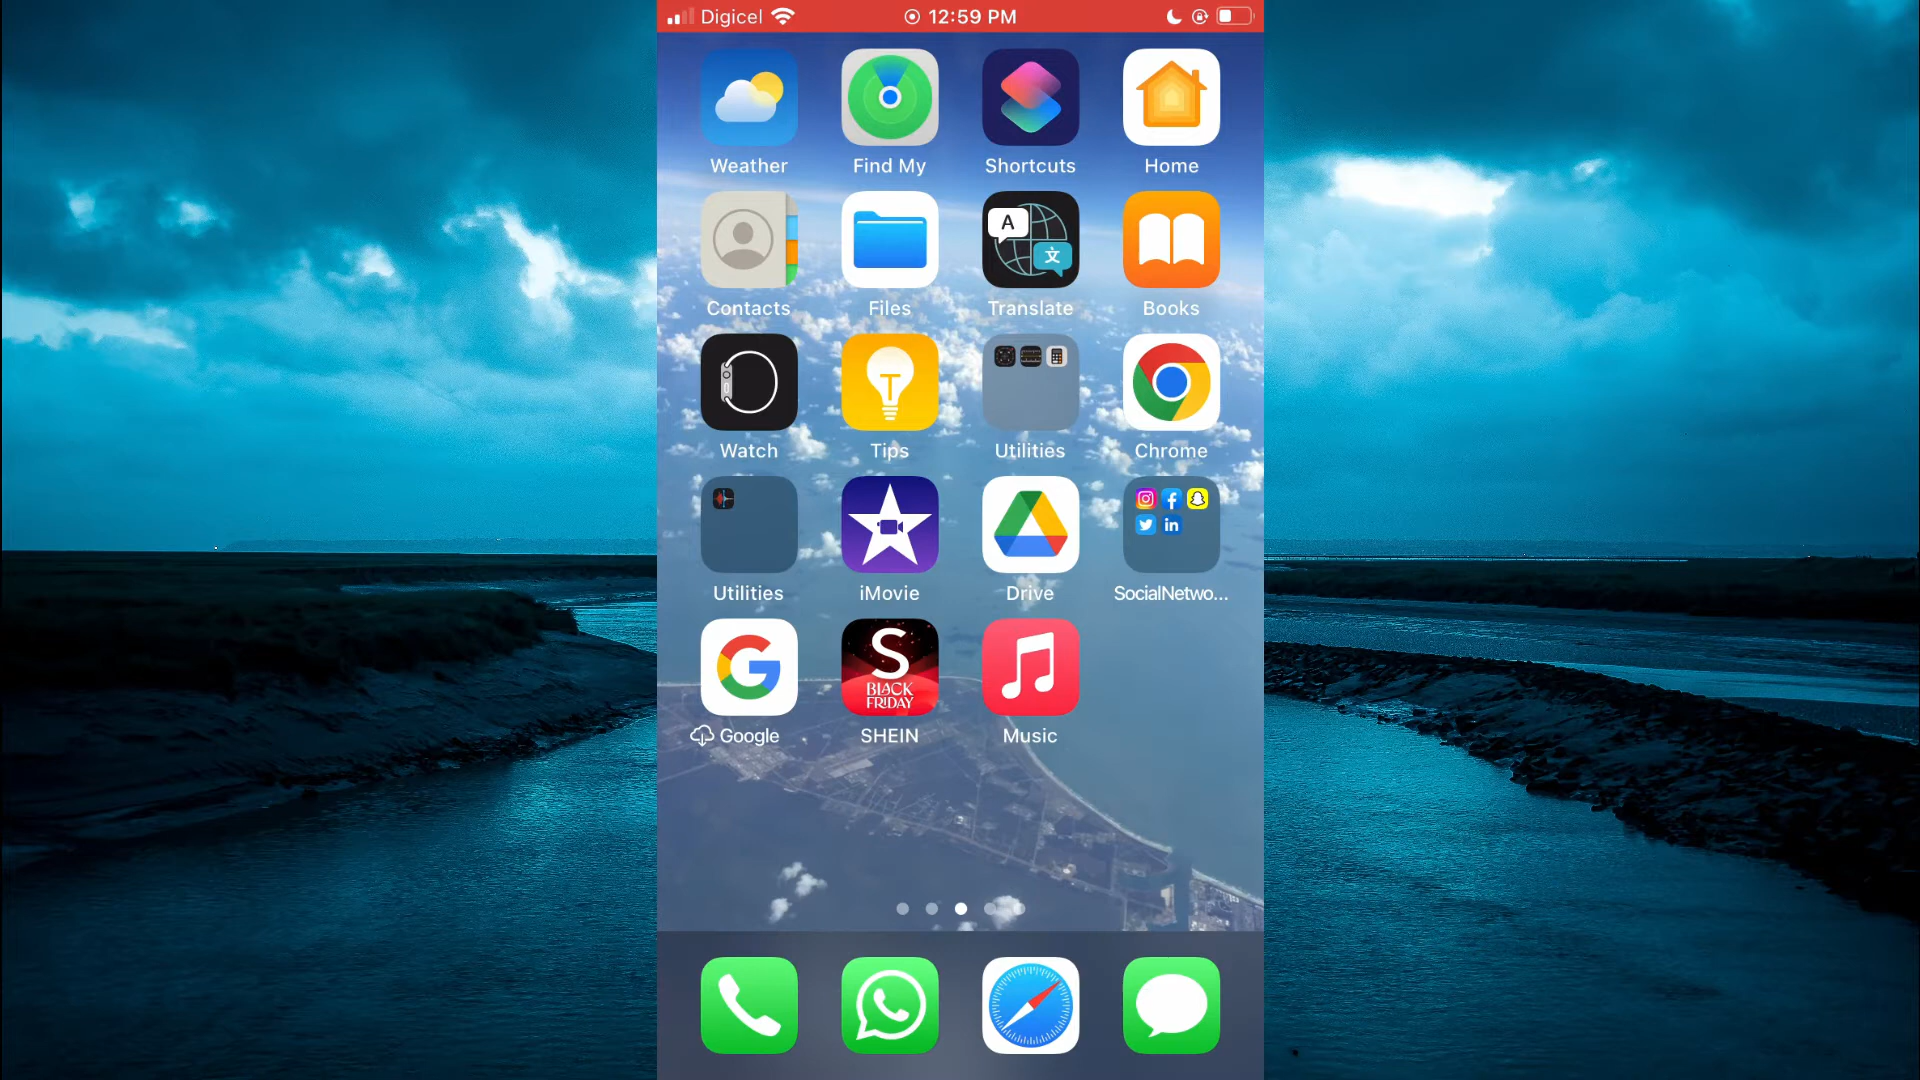 Digicel 12:59 PM
Weather Find My Shortcuts Home
A 文
Contacts Files Translate Books
Watch Tips Utilities Chrome
in
Utilities iMovie Drive SocialNetwo...
G S
BLACK
FRIDAY
Google SHEIN Music